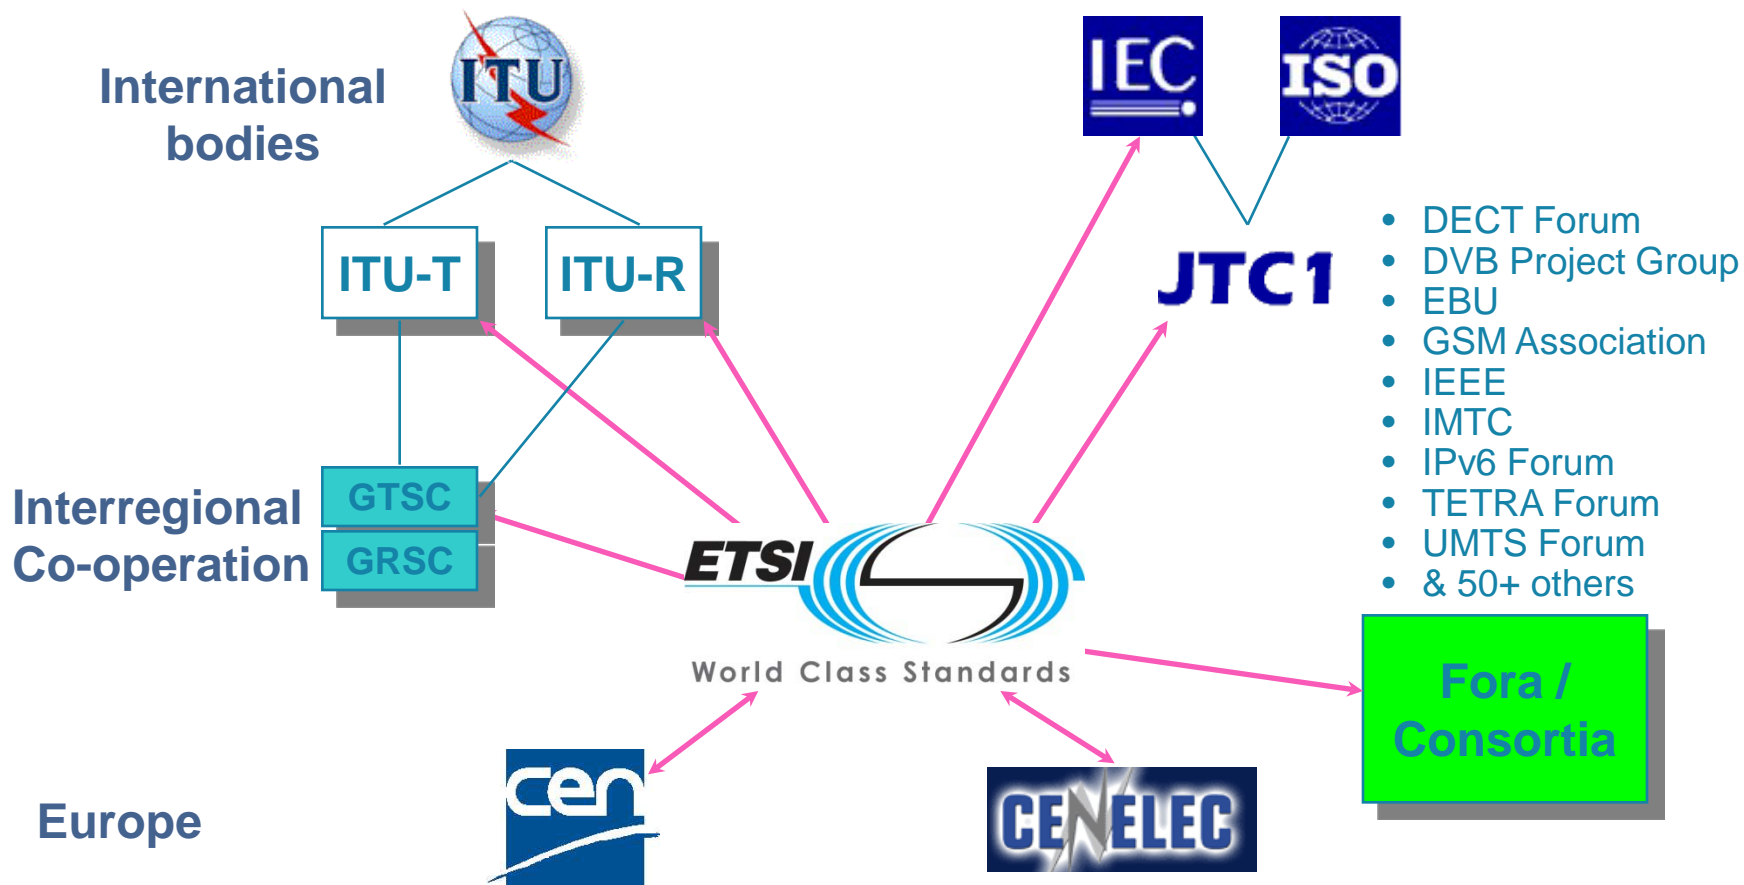 International
bodies
ITU
IEC
ISO
ITU-T
ITU-R
JTC1
• DECT Forum
• DVB Project Group
• EBU
• GSM Association
• IEEE
• IMTC
• IPv6 Forum
• TETRA Forum
• UMTS Forum
• & 50+ others
Interregional
Co-operation
GTSC
GRSC
ETSI
World Class Standards
Fora /
Consortia
Europe
cen
CENELEC